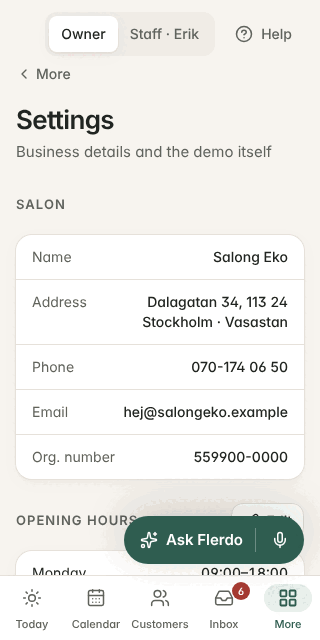 Owner
Staff · Erik
Help
More
Settings
Business details and the demo itself
SALON
Name
Salong Eko
Address
Dalagatan 34, 113 24
Stockholm · Vasastan
Phone
070-174 06 50
Email
hej@salongeko.example
Org. number
559900-0000
OPENING HOURS
Ask Flerdo
Monday
09:00–18:00
6
Today
Calendar
Customers
Inbox
More